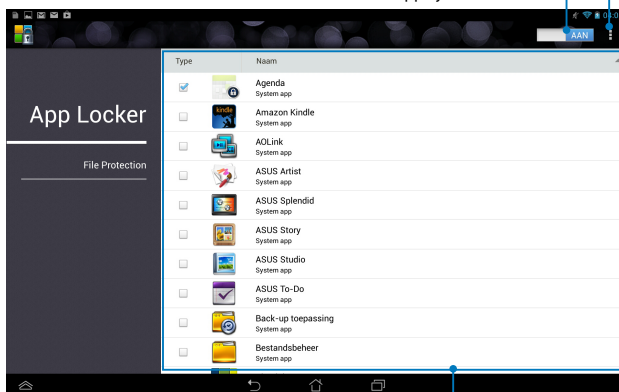 04:0
AAN
App Locker
File Protection
Type Naam
Agenda
System app
kindle
Amazon Kindle
System app
AOLink
System app
ASUS Artist
System app
ASUS Splendid
System app
ASUS Story
System app
ASUS Studio
System app
ASUS To-Do
System app
Back-up toepassing
System app
Bestandsbeheer
System app